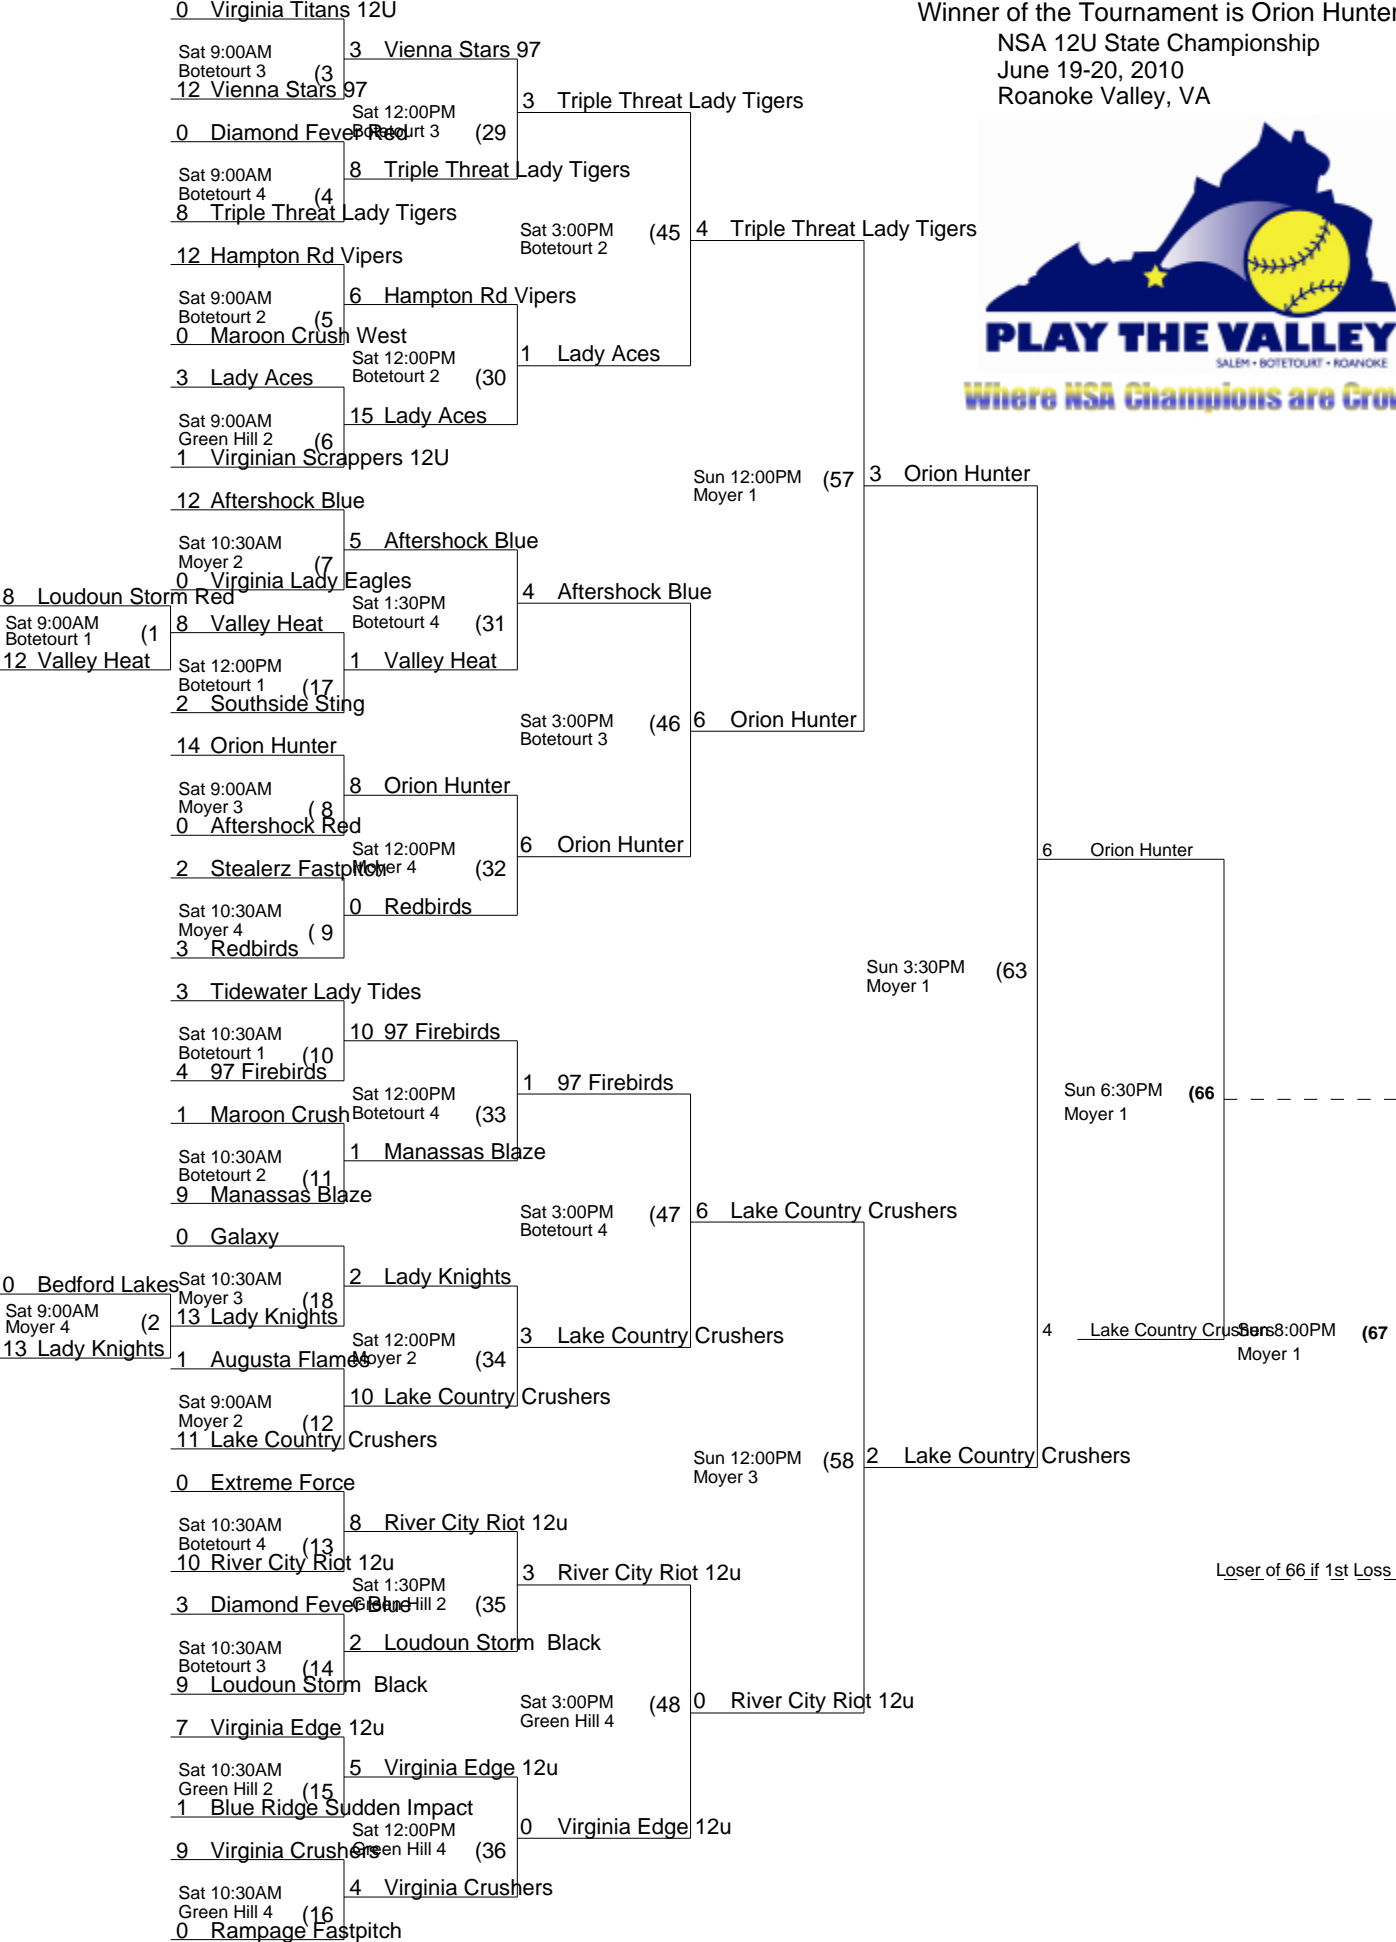 Winner of the Tournament is Orion Hunter
NSA 12U State Championship
June 19-20, 2010
Roanoke Valley, VA
PLAY THE VALLEY
SALEM • BOTETOURT • ROANOKE
Where NSA Champions are
8 Loudoun Storm Red
Sat 9:00AM
Botetourt 1 (1
12 Valley Heat
0 Bedford Lakes
Sat 9:00AM
Moyer 4 (2
13 Lady Knights
0 Virginia Titans 12U
Sat 9:00AM
Botetourt 3 (3
12 Vienna Stars 97
0 Diamond Fever Red
Sat 9:00AM
Botetourt 4 (4
8 Triple Threat Lady Tigers
12 Hampton Rd Vipers
Sat 9:00AM
Botetourt 2 (5
0 Maroon Crush West
3 Lady Aces
Sat 9:00AM
Green Hill 2 (6
1 Virginian Scrappers 12U
12 Aftershock Blue
Sat 10:30AM
Moyer 2 (7
0 Virginia Lady Eagles
8 Valley Heat
Sat 12:00PM
Botetourt 1 (17
2 Southside Sting
14 Orion Hunter
Sat 9:00AM
Moyer 3 ( 8
0 Aftershock Red
2 Stealerz Fastpitch
Sat 10:30AM
Moyer 4 ( 9
3 Redbirds
3 Tidewater Lady Tides
Sat 10:30AM
Botetourt 1 (10
4 97 Firebirds
1 Maroon Crush
Sat 10:30AM
Botetourt 2 (11
9 Manassas Blaze
0 Galaxy
Sat 10:30AM
Moyer 3 (18
13 Lady Knights
1 Augusta Flames
Sat 9:00AM
Moyer 2 (12
11 Lake Country Crushers
0 Extreme Force
Sat 10:30AM
Botetourt 4 (13
10 River City Riot 12u
3 Diamond Fever Blue
Sat 10:30AM
Botetourt 3 (14
9 Loudoun Storm Black
7 Virginia Edge 12u
Sat 10:30AM
Green Hill 2 (15
1 Blue Ridge Sudden Impact
9 Virginia Crushers
Sat 10:30AM
Green Hill 4 (16
0 Rampage Fastpitch
3 Vienna Stars 97
Sat 12:00PM
Botetourt 3 (29
8 Triple Threat Lady Tigers
6 Hampton Rd Vipers
Sat 12:00PM
Botetourt 2 (30
15 Lady Aces
5 Aftershock Blue
Sat 1:30PM
Botetourt 4 (31
1 Valley Heat
8 Orion Hunter
Sat 12:00PM
Moyer 4 (32
0 Redbirds
10 97 Firebirds
Sat 12:00PM
Botetourt 4 (33
1 Manassas Blaze
2 Lady Knights
Sat 12:00PM
Moyer 2 (34
10 Lake Country Crushers
8 River City Riot 12u
Sat 1:30PM
Green Hill 2 (35
2 Loudoun Storm Black
5 Virginia Edge 12u
Sat 12:00PM
Green Hill 4 (36
4 Virginia Crushers
3 Triple Threat Lady Tigers
Sat 3:00PM
Botetourt 2 (45
1 Lady Aces
4 Aftershock Blue
Sat 3:00PM
Botetourt 3 (46
6 Orion Hunter
1 97 Firebirds
Sat 3:00PM
Botetourt 4 (47
3 Lake Country Crushers
3 River City Riot 12u
Sat 3:00PM
Green Hill 4 (48
0 Virginia Edge 12u
4 Triple Threat Lady Tigers
Sun 12:00PM
Moyer 1 (57
6 Orion Hunter
6 Lake Country Crushers
Sun 12:00PM
Moyer 3 (58
0 River City Riot 12u
3 Orion Hunter
Sun 3:30PM
Moyer 1 (63
2 Lake Country Crushers
6 Orion Hunter
Sun 6:30PM
Moyer 1 (66
4 Lake Country Crushers
Sun 8:00PM
Moyer 1 (67
Loser of 66 if 1st Loss